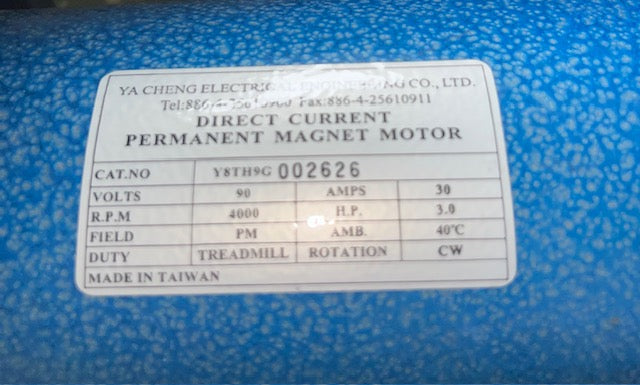 YA CHENG ELECTRICAL ENGINEERING CO., LTD.
Fax:886-4-25610911
DIRECT CURRENT
PERMANENT MAGNET MOTOR
CAT.NO Y8TH9G 002626
VOLTS 90 AMPS 30
R.P.M 4000 H.P. 3.0
FIELD PM AMB. 40°C
DUTY TREADMILL ROTATION CW
MADE IN TAIWAN